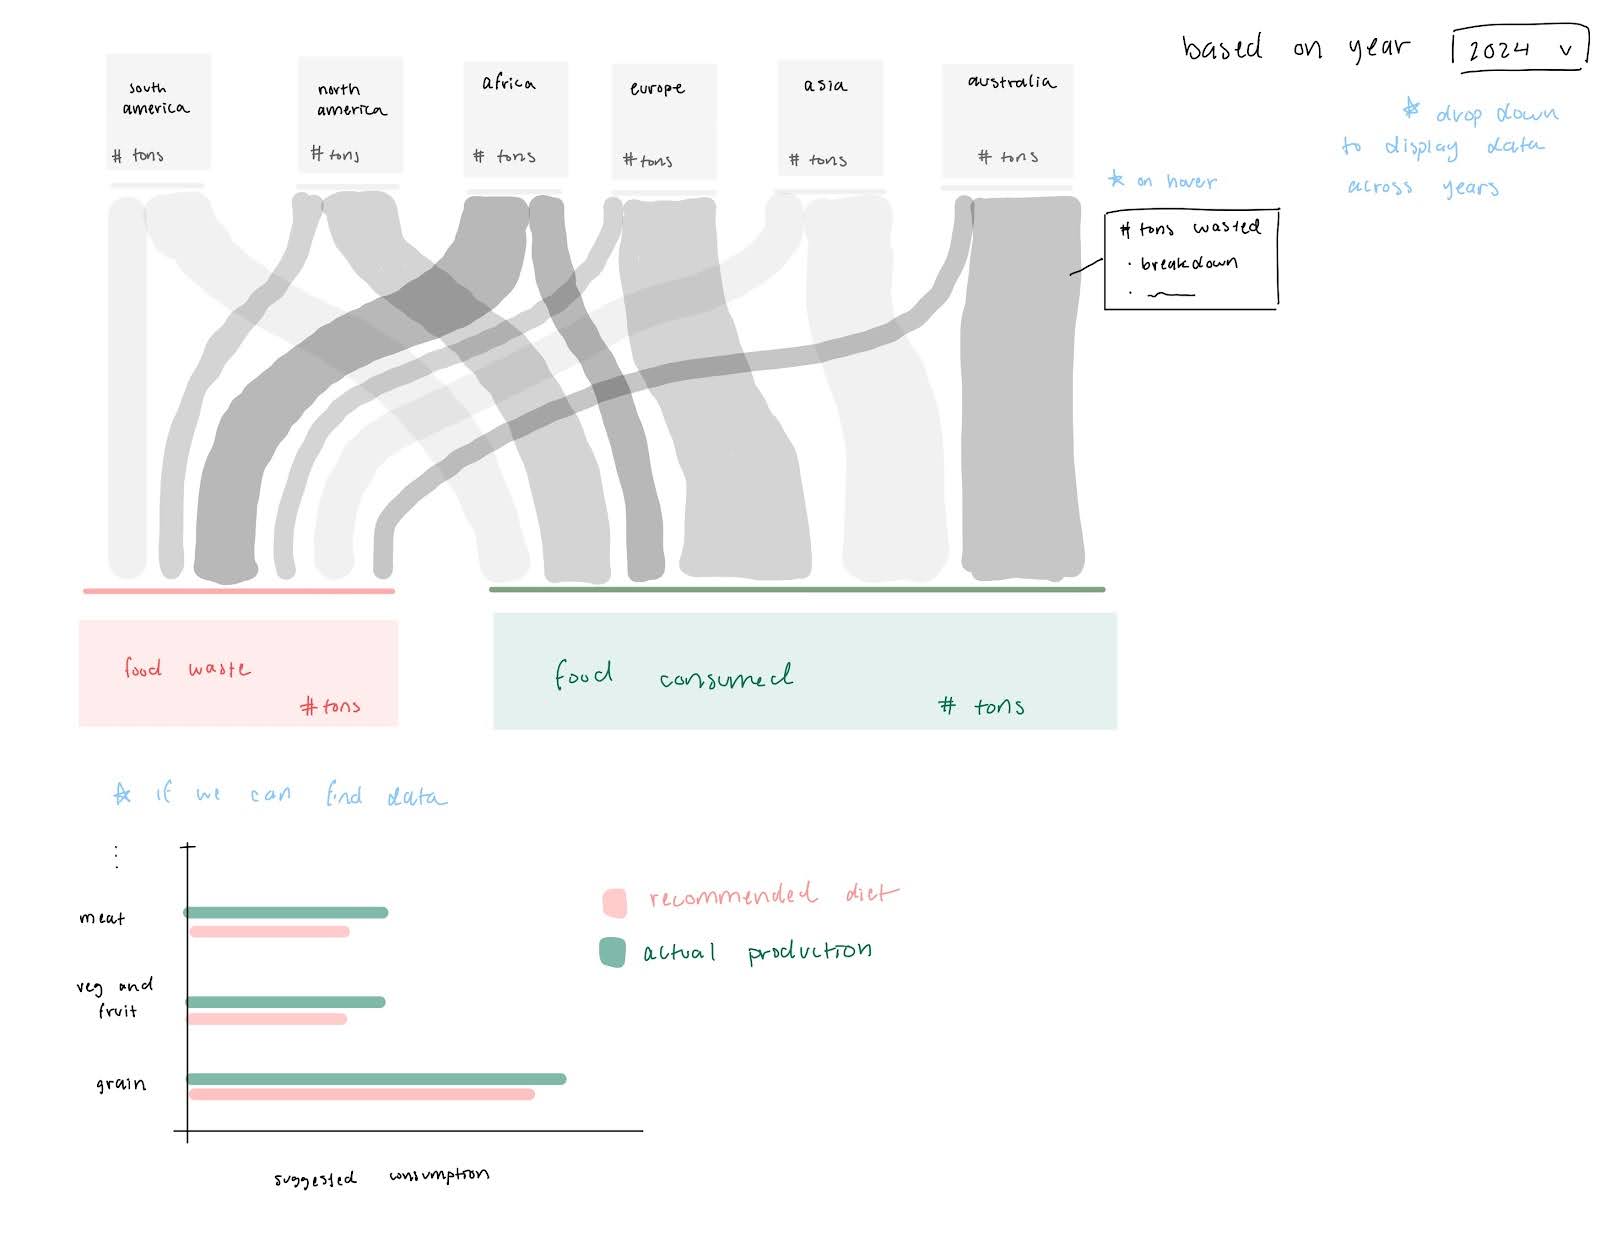 based on year 2024 v
* drop down
to display data
across years
south
america
# tons
north
america
# tons
africa
# tons
europe
# tons
asia
# tons
australia
# tons
* on hover
# tons wasted
· breakdown
·
food waste
# tons
food consumed
# tons
* if we can find data
meat
veg and
fruit
grain
suggested consumption
recommended diet
actual production